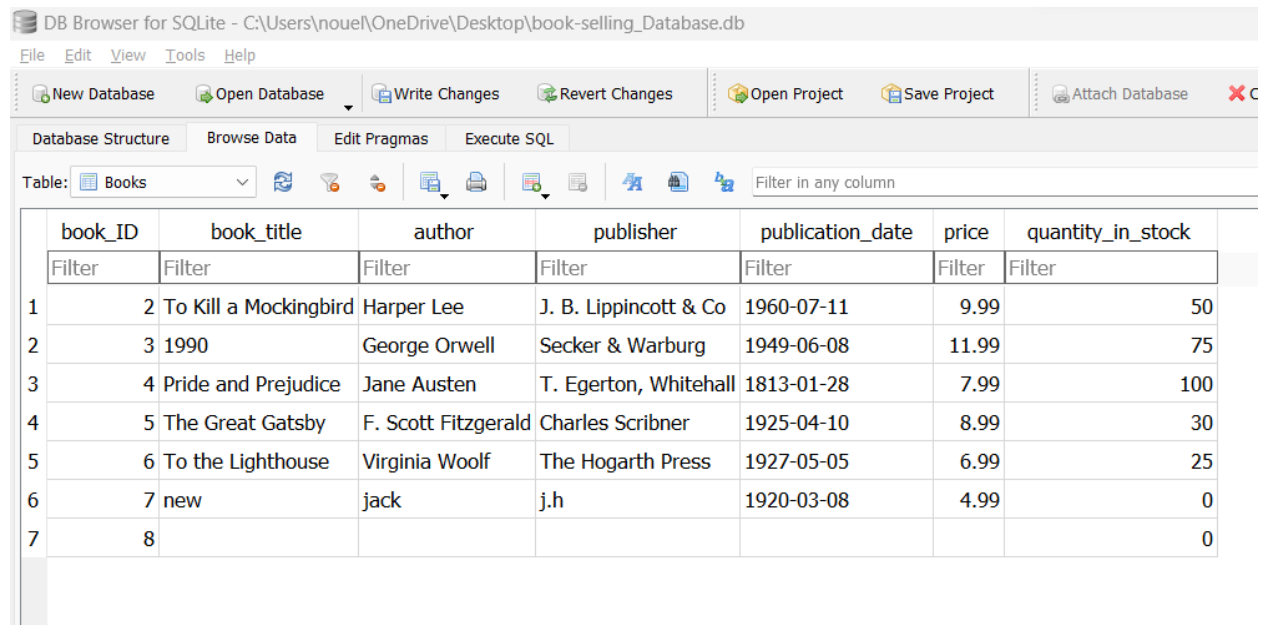 DB Browser for SQLite - C:\Users\nouel\OneDrive\Desktop\book-selling_Database.db
File Edit View Tools Help
New Database Open Database Write Changes Revert Changes Open Project Save Project Attach Database
Database Structure Browse Data Edit Pragmas Execute SQL
Table: Books Filter in any column
book_ID book_title author publisher publication_date price quantity_in_stock
Filter Filter Filter Filter Filter Filter Filter
1 2 To Kill a Mockingbird Harper Lee J. B. Lippincott & Co 1960-07-11 9.99 50
2 3 1990 George Orwell Secker & Warburg 1949-06-08 11.99 75
3 4 Pride and Prejudice Jane Austen T. Egerton, Whitehall 1813-01-28 7.99 100
4 5 The Great Gatsby F. Scott Fitzgerald Charles Scribner 1925-04-10 8.99 30
5 6 To the Lighthouse Virginia Woolf The Hogarth Press 1927-05-05 6.99 25
6 7 new jack j.h 1920-03-08 4.99 0
7 8 0